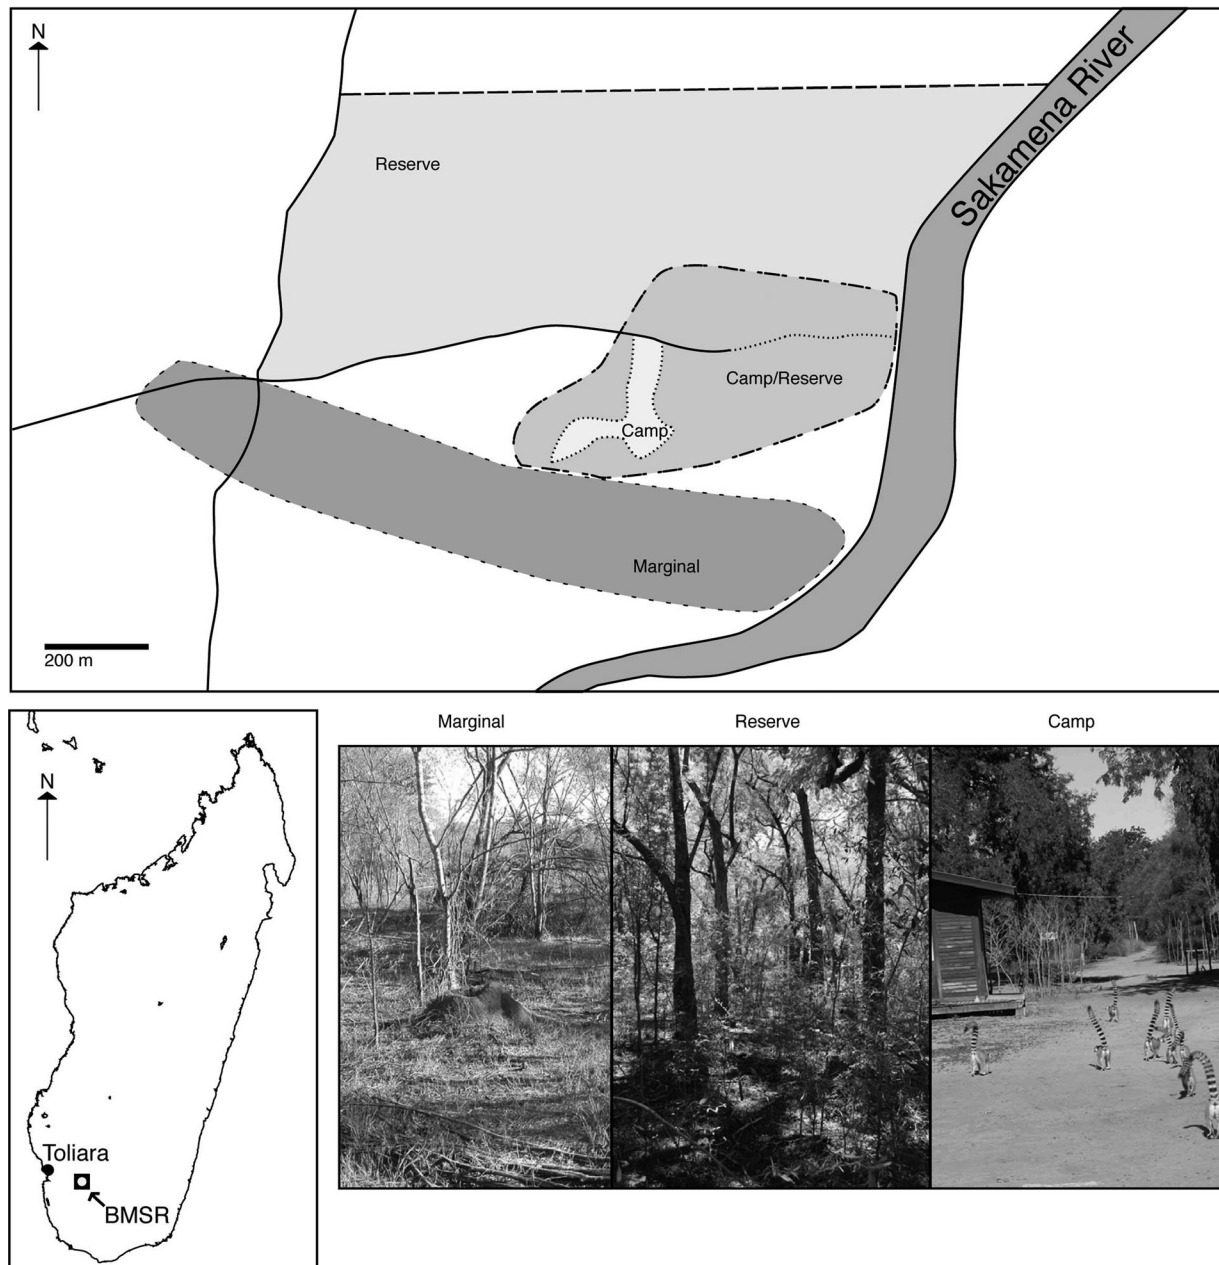 N
Sakamena River
Reserve
Camp/Reserve
Camp
Marginal
200 m
N
Toliara
BMSR
Marginal
Reserve
Camp